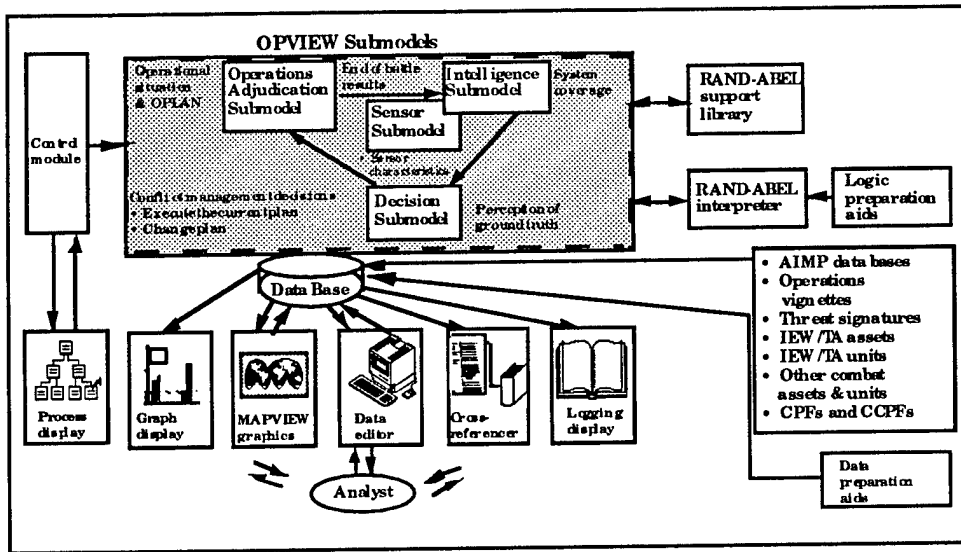 OPVIEW Submodels
Operational
situation
& OPLAN
Operations
Adjudication
Submodel
End of battle
results
Intelligence
Submodel
System
coverage
Sensor
Submodel
• Sensor
characteristics
Decision
Submodel
Conflict management decisions
• Execute the current plan
• Change plan
Perception of
ground truth
Control
module
RAND-ABEL
support
library
RAND-ABEL
interpreter
Logic
preparation
aids
Data Base
• AIMP data bases
• Operations
vignettes
• Threat signatures
• IEW/TA assets
• IEW/TA units
• Other combat
assets & units
• CPFs and CCPFs
Process
display
Graph
display
MAPVIEW
graphics
Data
editor
Cross-
referencer
Logging
display
Analyst
Data
preparation
aids